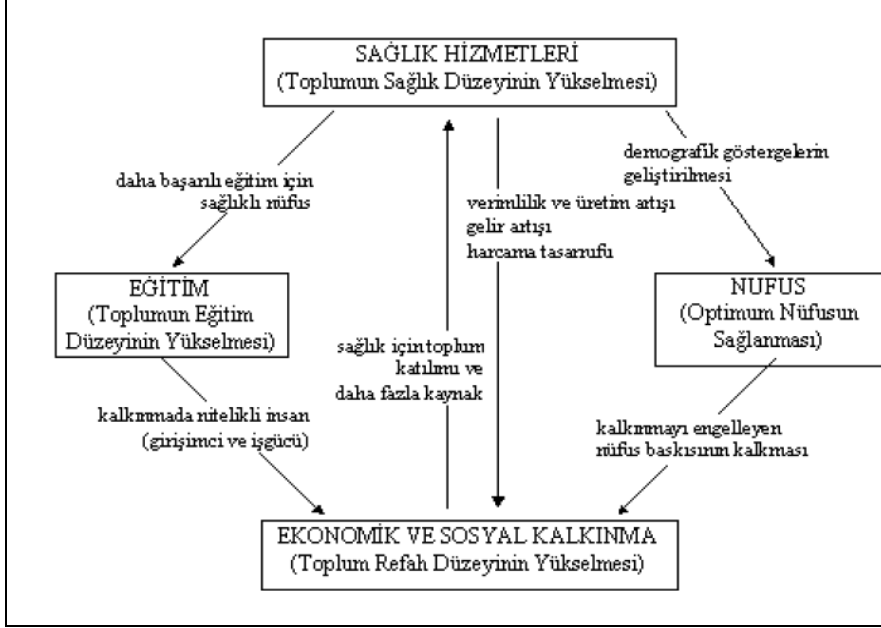 SAĞLIK HİZMETLERİ
(Toplumun Sağlık Düzeyinin Yükselmesi)
demografik göstergelerin
geliştirilmesi
daha başarılı eğitim için
sağlıklı nüfus
verimlilik ve üretim artışı
gelir artışı
harcama tasarrufu
EĞİTİM
(Toplumun Eğitim
Düzeyinin Yükselmesi)
NUFUS
(Optimum Nüfusun
Sağlanması)
sağlık için toplum
katılımı ve
daha fazla kaynak
kalkınmada nitelikli insan
(girişimci ve işgücü)
kalkınmayı engelleyen
nüfus baskısının kalkması
EKONOMİK VE SOSYAL KALKINMA
(Toplum Refah Düzeyinin Yükselmesi)